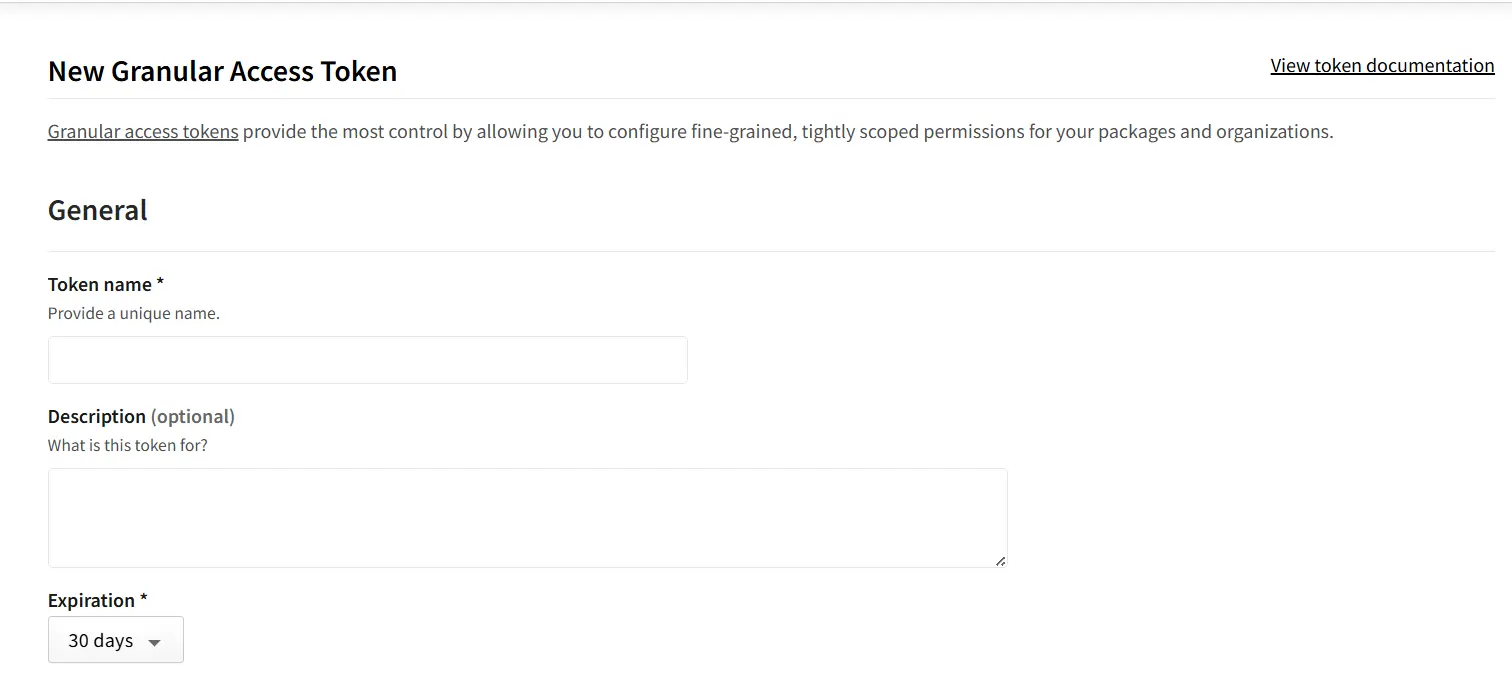 New Granular Access Token
View token documentation
Granular access tokens provide the most control by allowing you to configure fine-grained, tightly scoped permissions for your packages and organizations.
General
Token name *
Provide a unique name.
Description (optional)
What is this token for?
Expiration *
30 days